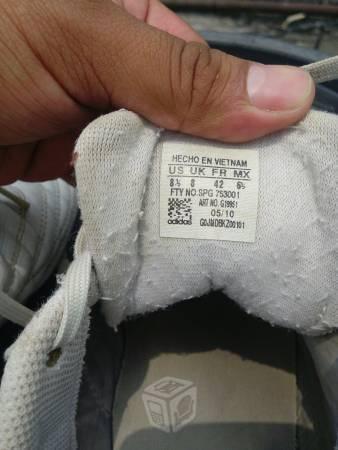 HECHO EN VIETNAM
US UK FR MX
8½ 8 42 6½
FTY NO. SPG 753001
ART NO. G19951
05/10
adidas